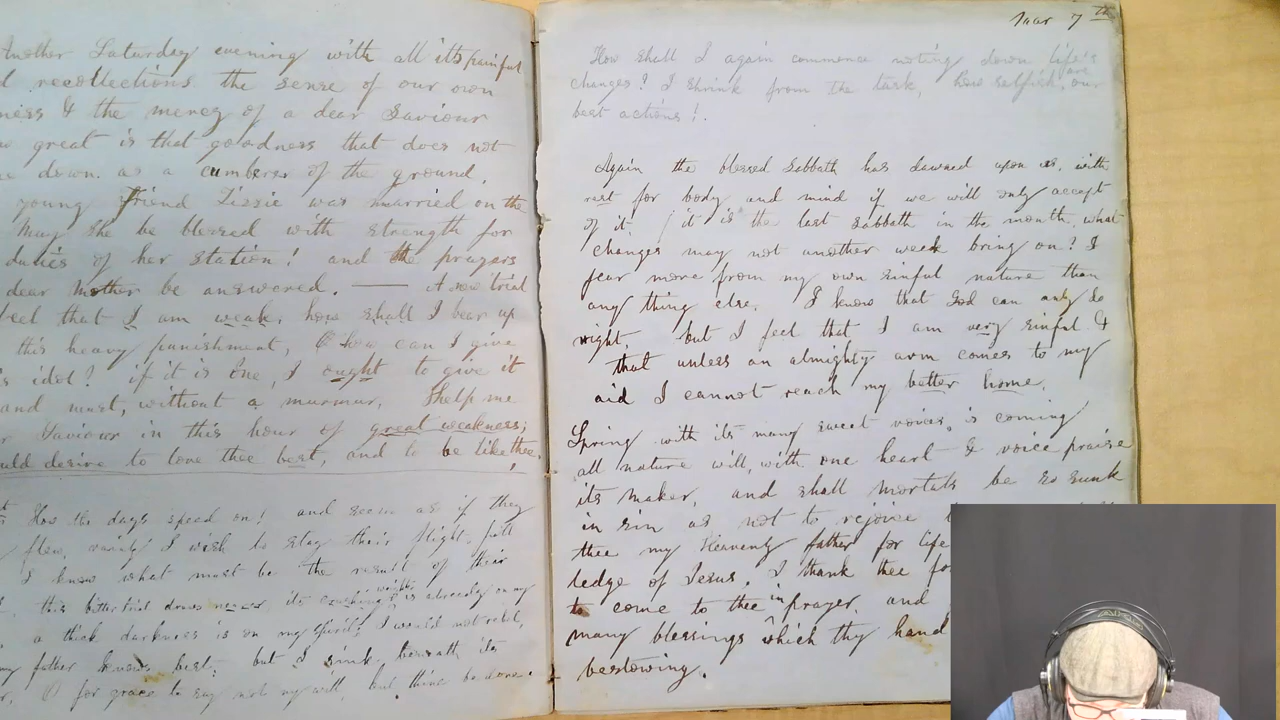 Another Saturday evening with all its painful
recollections the sense of our own
ness & the mercy of a dear Saviour
great is that goodness that does not
down as a cumberer of the ground.
young friend Lizzie was married on the
May she be blessed with strength for
duties of her station! and the prayers
dear Mother be answered. — A new trial
feel that I am weak, how shall I bear up
this heavy punishment, O how can I give
idol? if it is one, I ought to give it
and must, without a murmur. help me
Saviour in this hour of great weakness;
uld desire to love thee best, and to be like thee.
How the days speed on! and seem as if they
flew, vainly I wish to stay their flight, full
I know what must be the result of their
this bitter trial draws nearer, its crushing weight is already on my
a thick darkness is on my spirit, I would not rebel,
my father knows best, but I sink beneath its
O for grace to say not my will, but thine be done.
Mar 7th
How shall I again commence noting down life's
changes? I shrink from the task, how selfish are our
best actions!
Again the blessed Sabbath has dawned upon us, with
rest for body and mind if we will only accept
of it, it is the last Sabbath in the month, what
changes may not another week bring on? I
fear more from my own sinful nature than
any thing else. I know that God can only do
right, but I feel that I am very sinful &
that unless an almighty arm comes to my
aid I cannot reach my better home.
Spring with its many sweet voices, is coming
all nature will, with one heart & voice praise
its maker, and shall mortals be so sunk
in sin as not to rejoice
thee my Heavenly father for life
ledge of Jesus. I thank thee fo
to come to thee in prayer, and
many blessings which thy hand
bestowing.